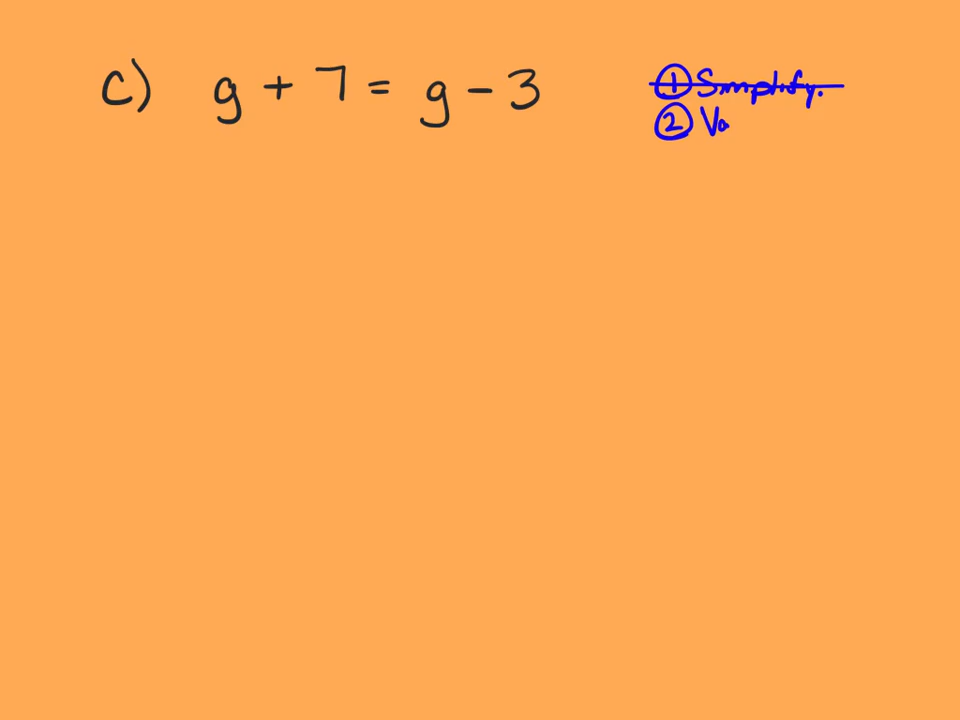 c) g + 7 = g - 3
① Simplify.
② Va